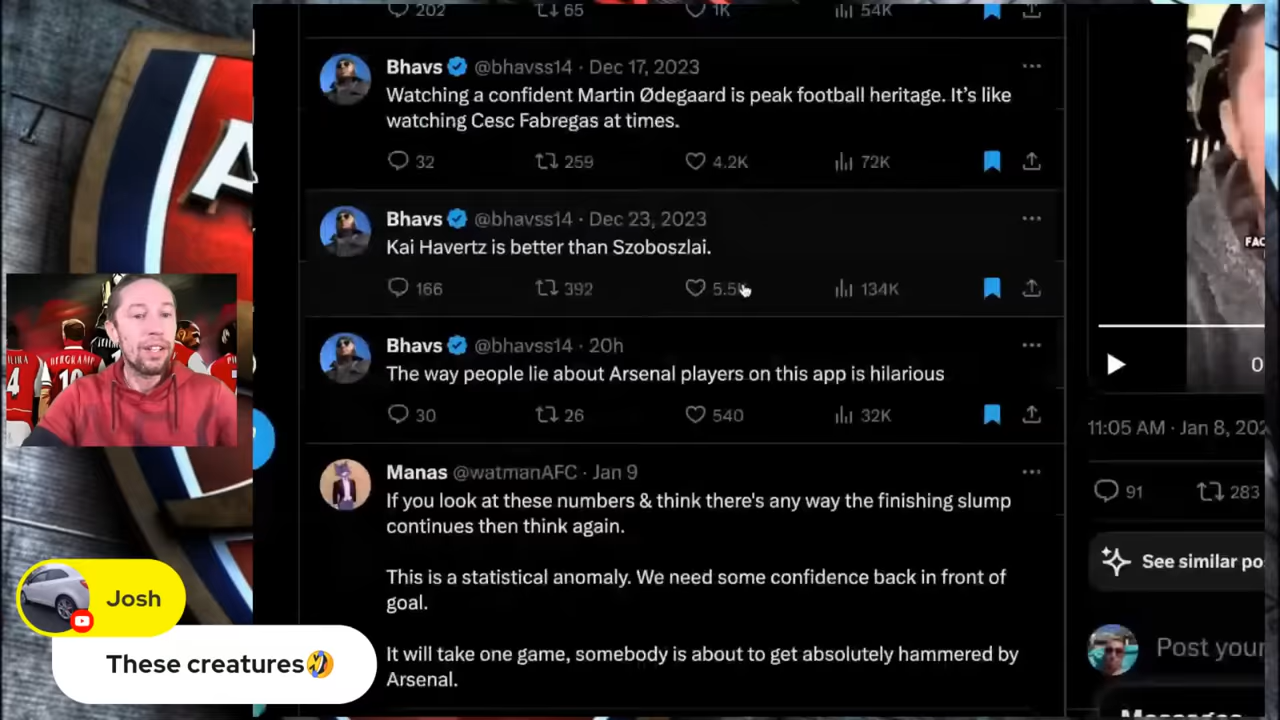 202 65 1K 54K
Bhavs @bhavss14 · Dec 17, 2023
Watching a confident Martin Ødegaard is peak football heritage. It’s like
watching Cesc Fabregas at times.
32 259 4.2K 72K
Bhavs @bhavss14 · Dec 23, 2023
Kai Havertz is better than Szoboszlai.
166 392 134K
Bhavs @bhavss14 · 20h
The way people lie about Arsenal players on this app is hilarious
30 26 540 32K
Manas @watmanAFC · Jan 9
If you look at these numbers & think there's any way the finishing slump
continues then think again.
This is a statistical anomaly. We need some confidence back in front of
goal.
It will take one game, somebody is about to get absolutely hammered by
Arsenal.
11:05 AM · Jan 8,
91 283
See similar
Post your
Messages
BERGKAMP
4 10
Josh
These creatures🤣